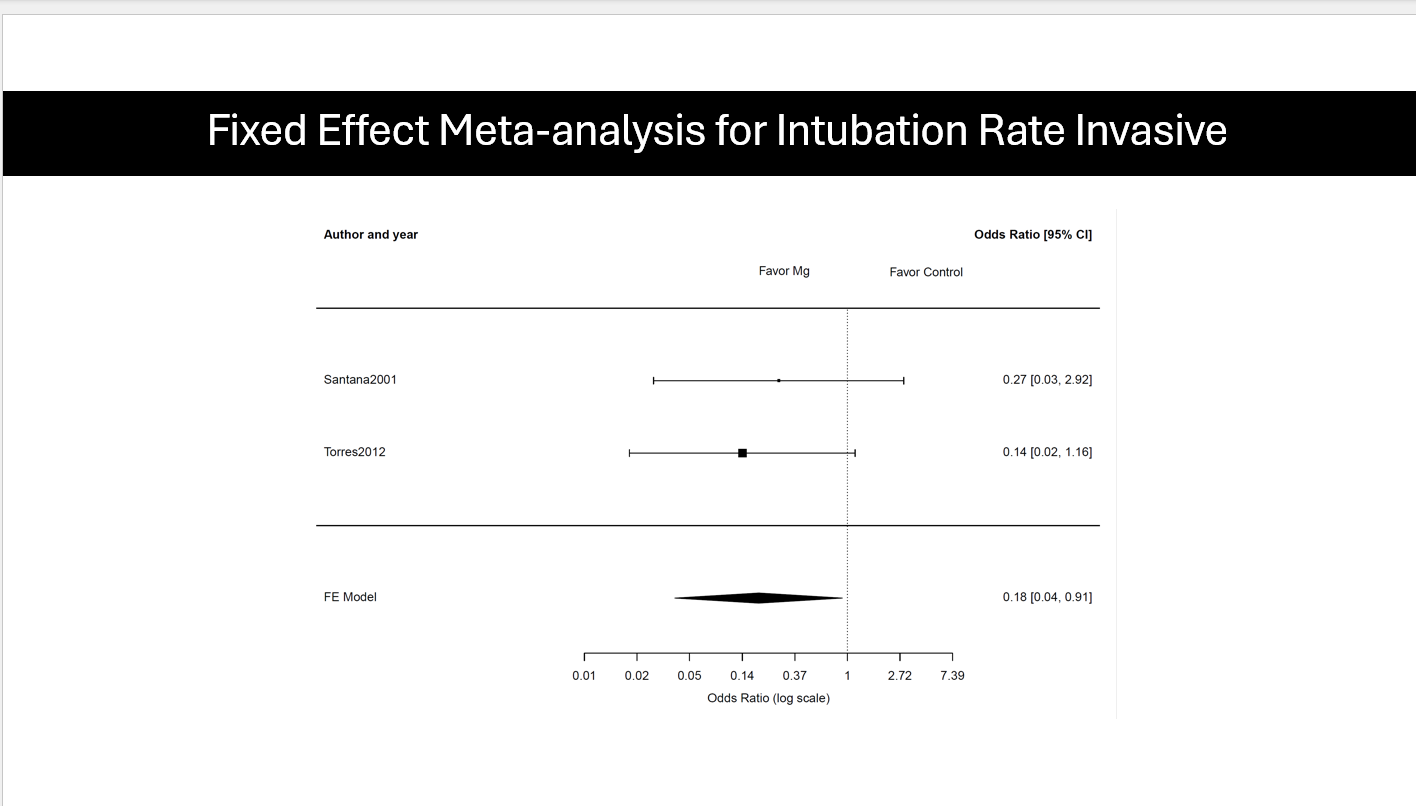 Fixed Effect Meta-analysis for Intubation Rate Invasive
Author and year Odds Ratio [95% CI]
Favor Mg Favor Control
Santana2001 0.27 [0.03, 2.92]
Torres2012 0.14 [0.02, 1.16]
FE Model 0.18 [0.04, 0.91]
0.01 0.02 0.05 0.14 0.37 1 2.72 7.39
Odds Ratio (log scale)